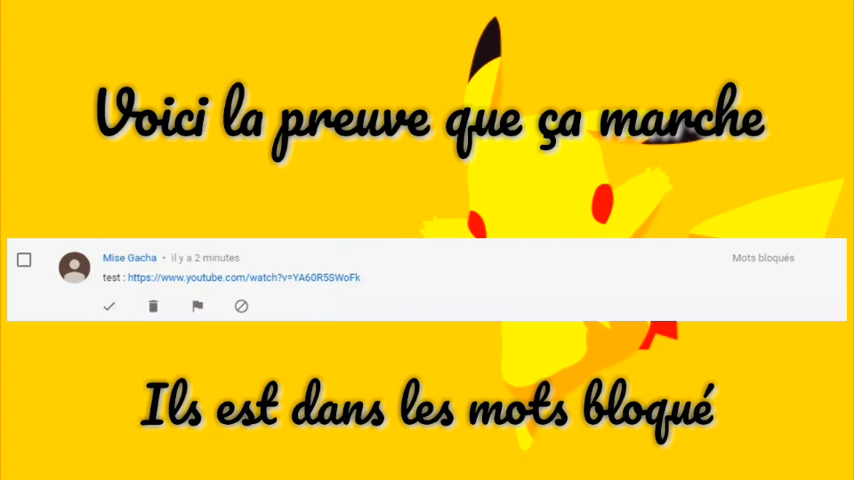 Voici la preuve que ça marche
Mise Gacha • il y a 2 minutes Mots bloqués
test : https://www.youtube.com/watch?v=YA60R5SWoFk
Ils est dans les mots bloqué